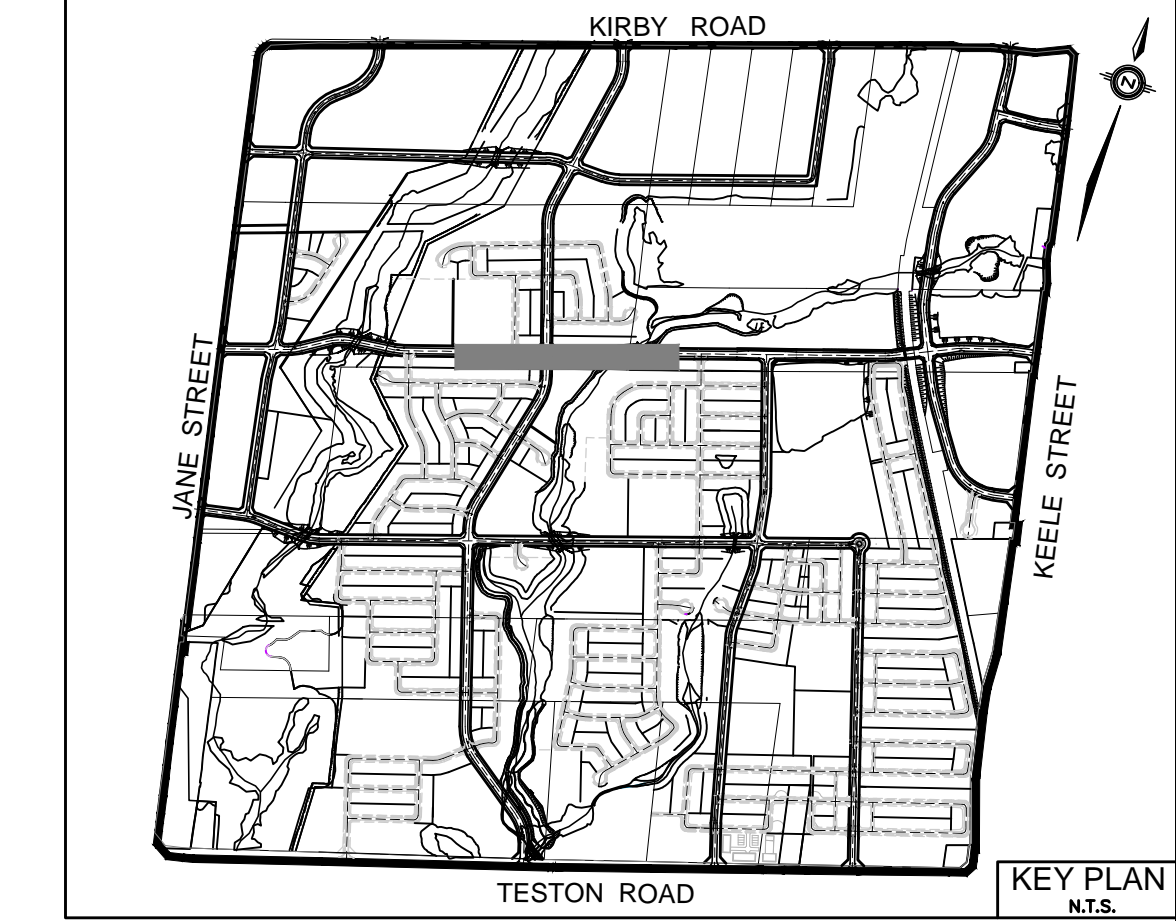 KIRBY ROAD
N
JANE STREET
KEELE STREET
TESTON ROAD
KEY PLAN
N.T.S.